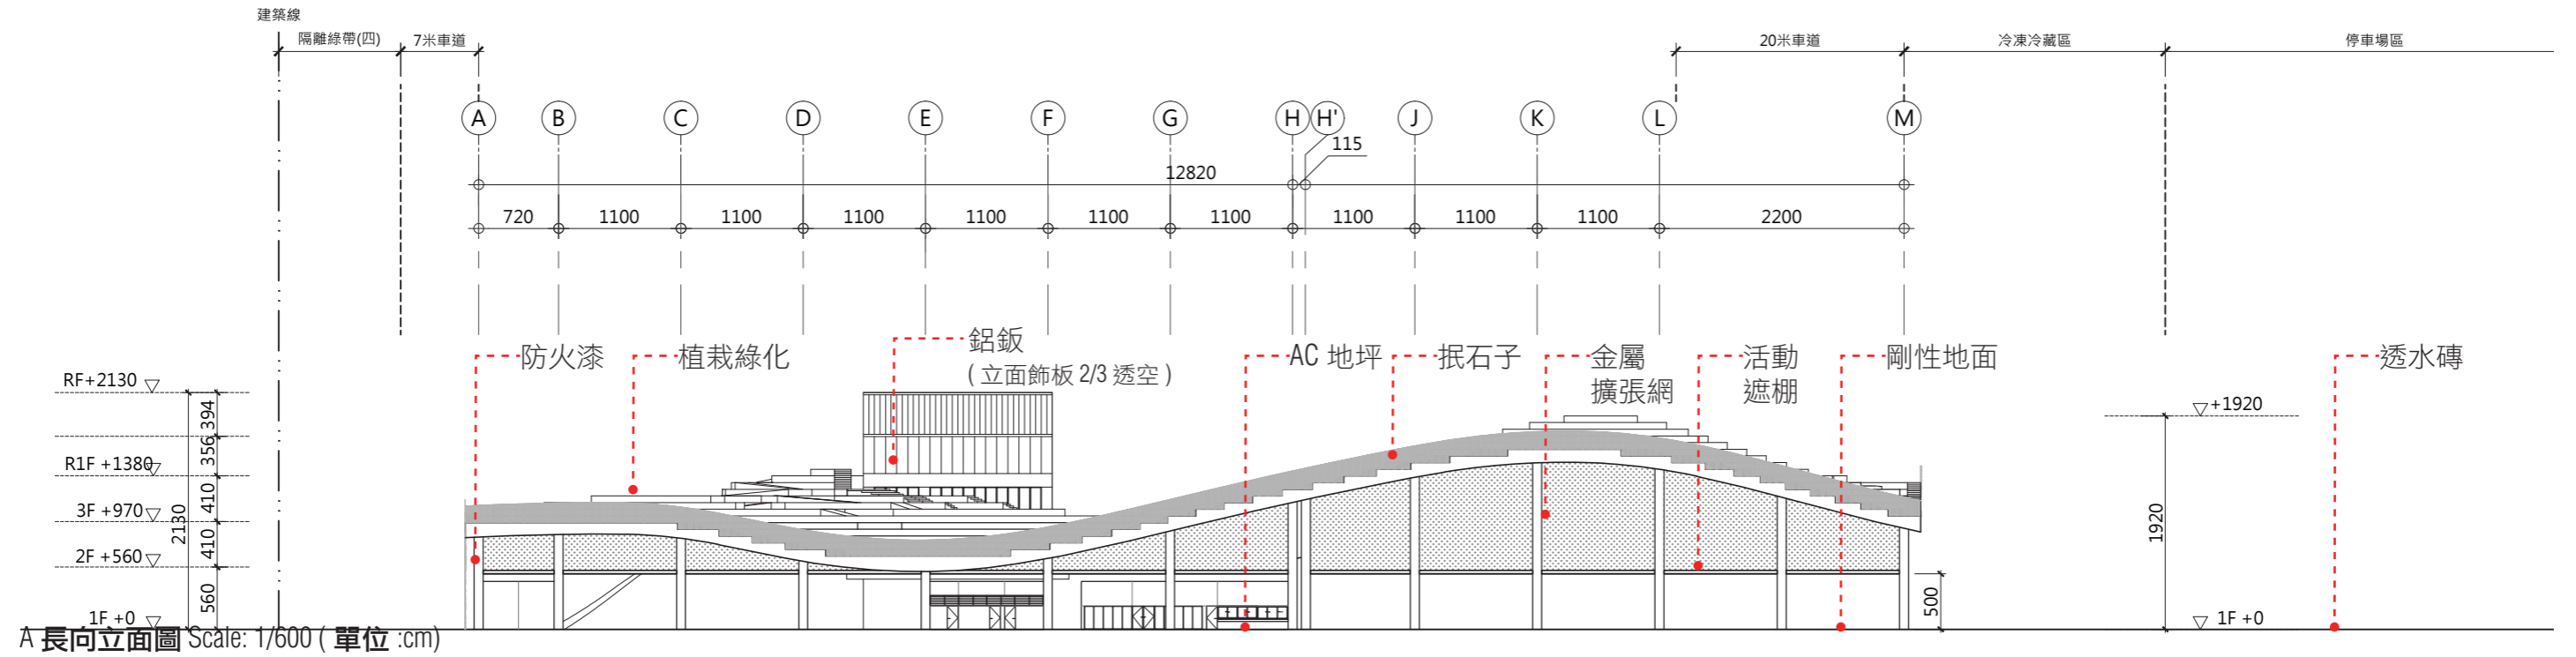 建築線
隔離綠帶(四) 7米車道 20米車道 冷凍冷藏區 停車場區
A B C D E F G H H' J K L M
115
12820
720 1100 1100 1100 1100 1100 1100 1100 1100 1100 2200
防火漆 植栽綠化 鋁鈑 AC 地坪 抿石子 金屬 活動 剛性地面 透水磚
( 立面飾板 2/3 透空 ) 擴張網 遮棚
RF+2130
394
356
R1F +1380
410
3F +970
2130
410
2F +560
560
1F +0
+1920
1920
500
1F +0
A 長向立面圖 Scale: 1/600 ( 單位 :cm)